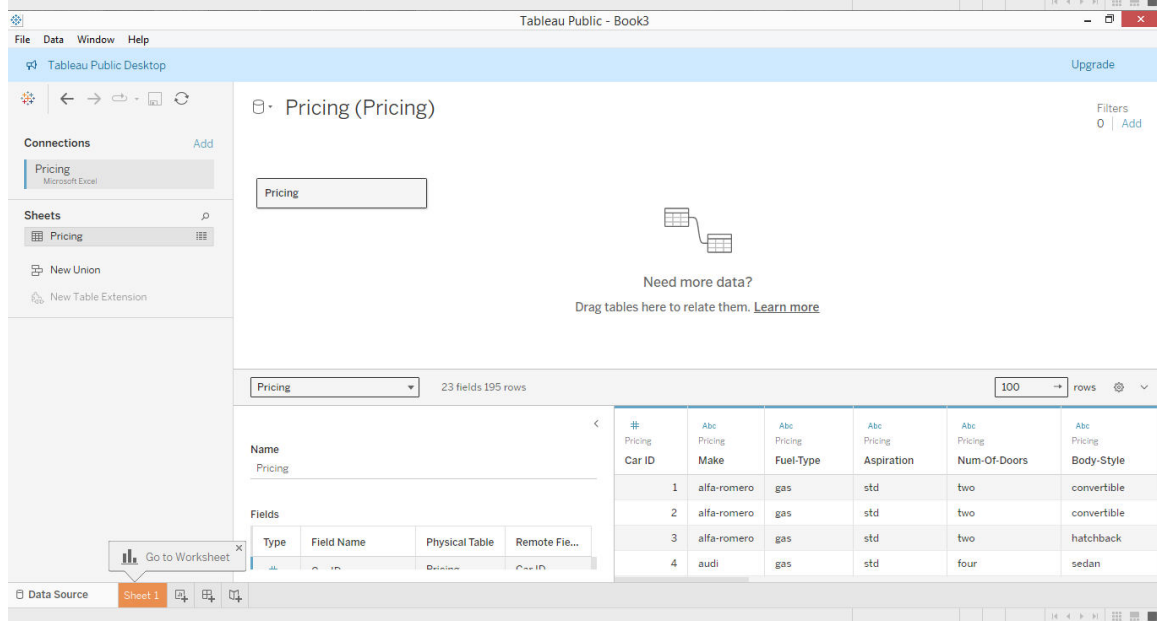 Tableau Public - Book3
File Data Window Help
Tableau Public Desktop
Upgrade
Pricing (Pricing)
Filters
0 | Add
Connections Add
Pricing
Microsoft Excel
Sheets
Pricing
New Union
New Table Extension
Pricing
Need more data?
Drag tables here to relate them. Learn more
Pricing 23 fields 195 rows 100 → rows
Name
Pricing
Fields
Type Field Name Physical Table Remote Fie...
# Abc Abc Abc Abc Abc
Pricing Pricing Pricing Pricing Pricing Pricing
Car ID Make Fuel-Type Aspiration Num-Of-Doors Body-Style
1 alfa-romero gas std two convertible
2 alfa-romero gas std two convertible
3 alfa-romero gas std two hatchback
4 audi gas std four sedan
Go to Worksheet
Data Source Sheet 1